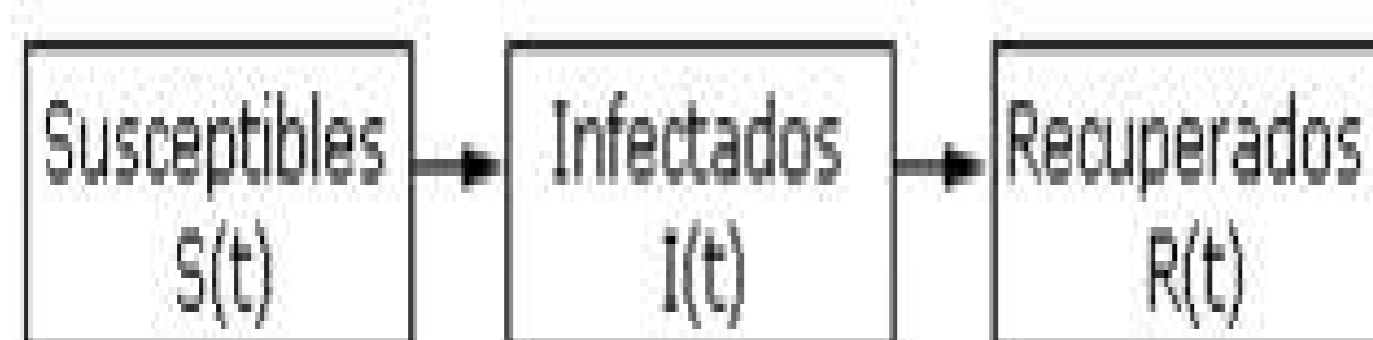 Susceptibles
S(t)
Infectados
I(t)
Recuperados
R(t)